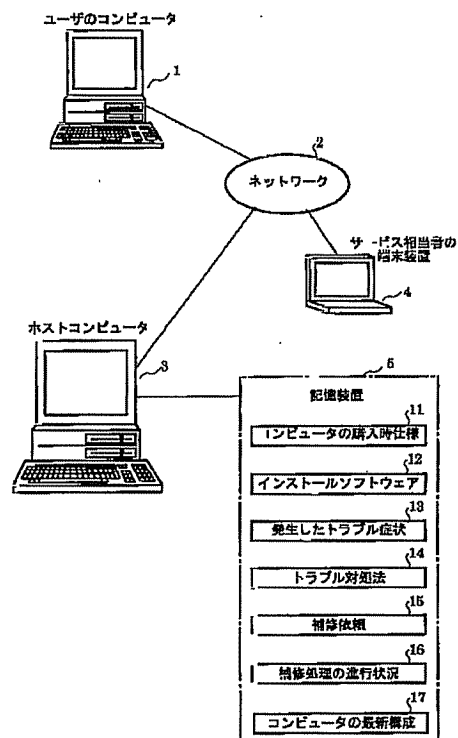 ユーザのコンピュータ
1
2
ネットワーク
サービス相当者の
端末装置
4
ホストコンピュータ
3
5
記憶装置
11
コンピュータの購入時仕様
12
インストールソフトウェア
13
発生したトラブル症状
14
トラブル対処法
15
補修依頼
16
補修処理の進行状況
17
コンピュータの最新構成